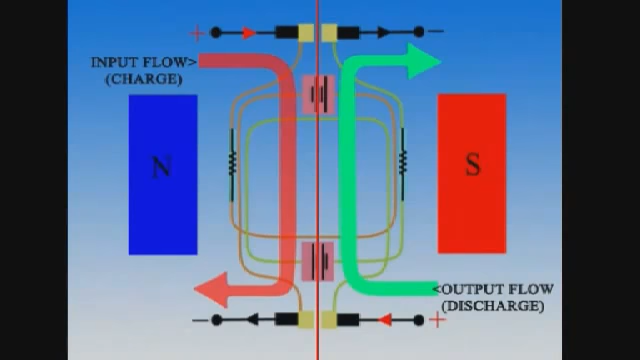 + −
INPUT FLOW>
(CHARGE)
N
S
<OUTPUT FLOW
(DISCHARGE)
− +